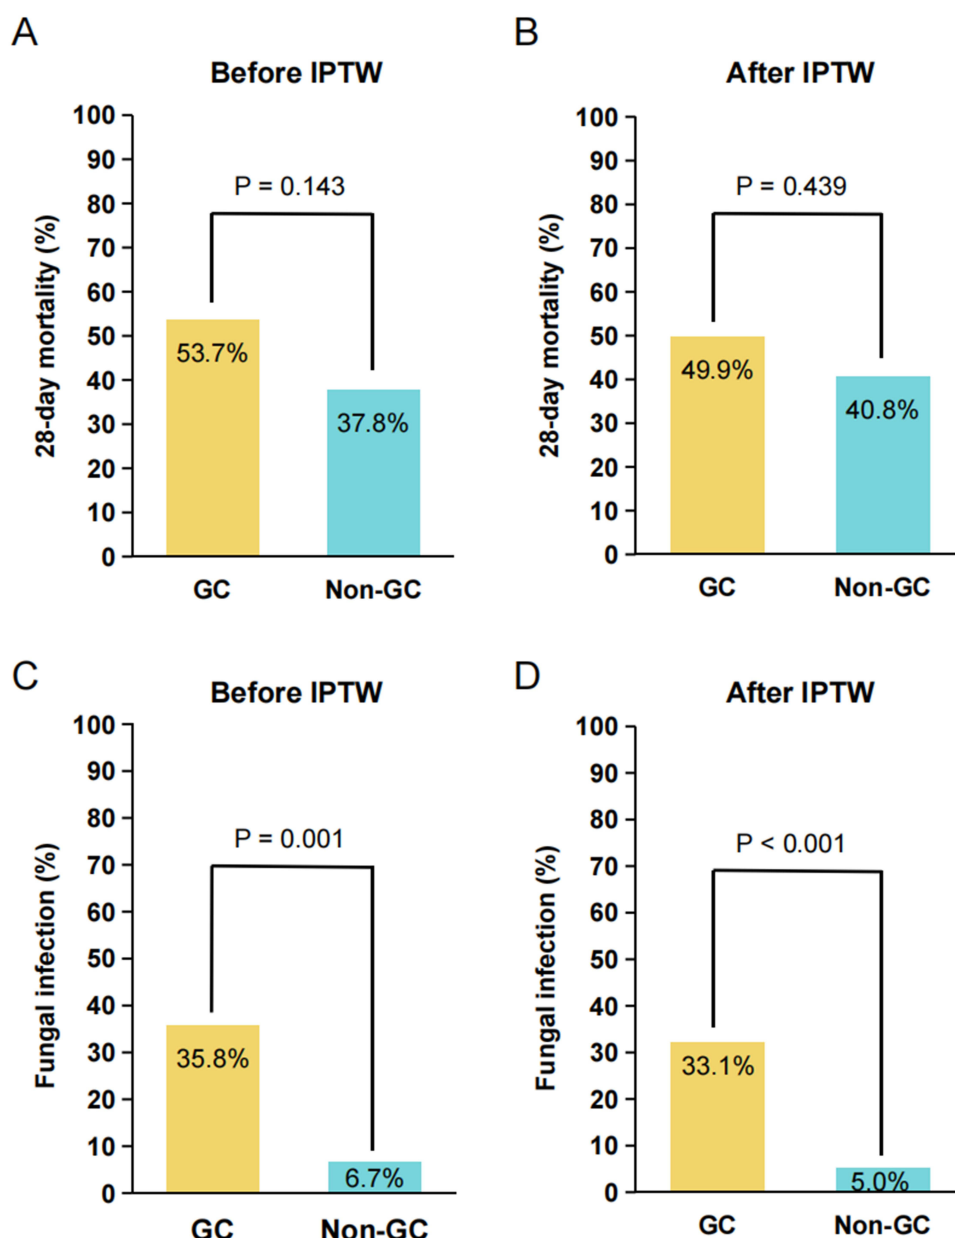 A
Before IPTW
28-day mortality (%)
100
90
80
70
60
50
40
30
20
10
0
P = 0.143
53.7%
37.8%
GC
Non-GC
B
After IPTW
28-day mortality (%)
100
90
80
70
60
50
40
30
20
10
0
P = 0.439
49.9%
40.8%
GC
Non-GC
C
Before IPTW
Fungal infection (%)
100
90
80
70
60
50
40
30
20
10
0
P = 0.001
35.8%
6.7%
GC
Non-GC
D
After IPTW
Fungal infection (%)
100
90
80
70
60
50
40
30
20
10
0
P < 0.001
33.1%
5.0%
GC
Non-GC